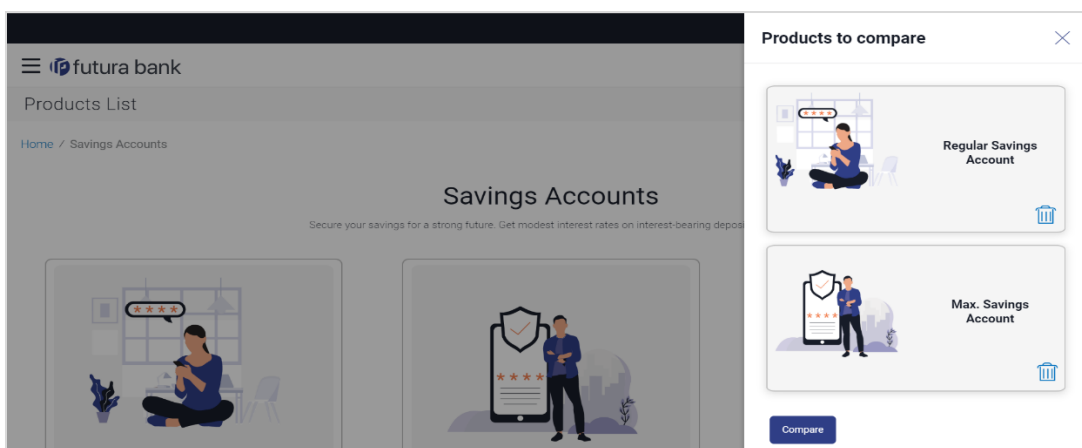 futura bank
Products List
Home / Savings Accounts
Savings Accounts
Secure your savings for a strong future. Get modest interest rates on interest-bearing depos
****
****
Products to compare
****
Regular Savings
Account
****
Max. Savings
Account
Compare